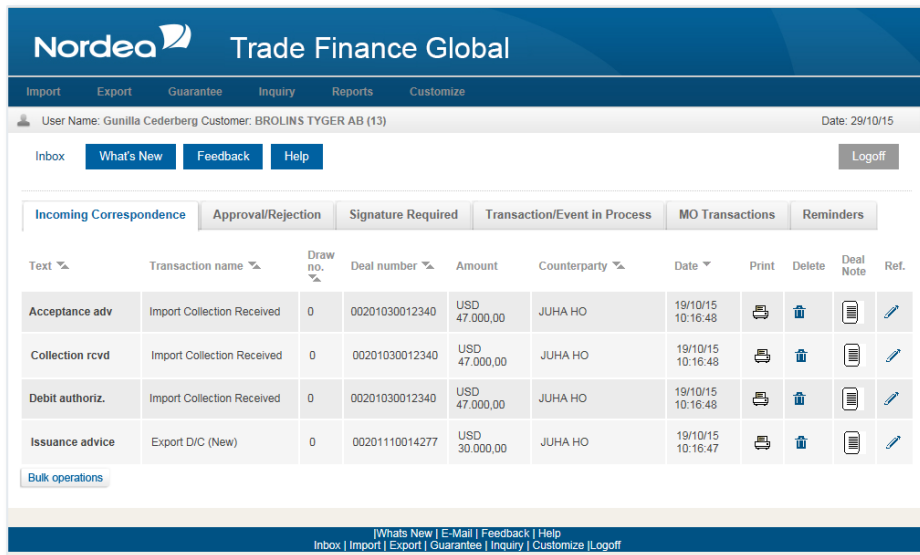 Nordea Trade Finance Global
Import Export Guarantee Inquiry Reports Customize
User Name: Gunilla Cederberg Customer: BROLINS TYGER AB (13) Date: 29/10/15
Inbox What's New Feedback Help Logoff
Incoming Correspondence Approval/Rejection Signature Required Transaction/Event in Process MO Transactions Reminders
Text Transaction name Draw no. Deal number Amount Counterparty Date Print Delete Deal Note Ref.
Acceptance adv Import Collection Received 0 00201030012340 USD 47.000,00 JUHA HO 19/10/15 10:16:48
Collection rcvd Import Collection Received 0 00201030012340 USD 47.000,00 JUHA HO 19/10/15 10:16:48
Debit authoriz. Import Collection Received 0 00201030012340 USD 47.000,00 JUHA HO 19/10/15 10:16:48
Issuance advice Export D/C (New) 0 00201110014277 USD 30.000,00 JUHA HO 19/10/15 10:16:47
Bulk operations
|Whats New | E-Mail | Feedback | Help
Inbox | Import | Export | Guarantee | Inquiry | Customize |Logoff